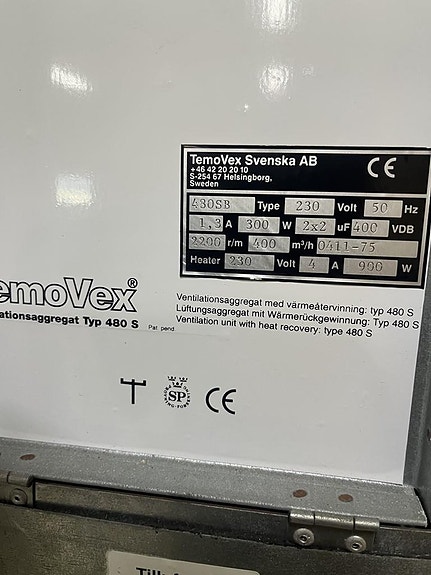 TemoVex Svenska AB
+46 42 20 20 10
S-254 67 Helsingborg,
Sweden
CE
430SB Type 230 Volt 50 Hz
1,3 A 300 W 2x2 uF 400 VDB
2200 r/m 400 m³/h 0411-75
Heater 230 Volt 4 A 900 W
emoVex®
ationsaggregat Typ 480 S
Pat pend
Ventilationsaggregat med värmeåtervinning: typ 480 S
Lüftungsaggregat mit Wärmerückgewinnung: Typ 480 S
Ventilation unit with heat recovery: type 480 S
SP
CE